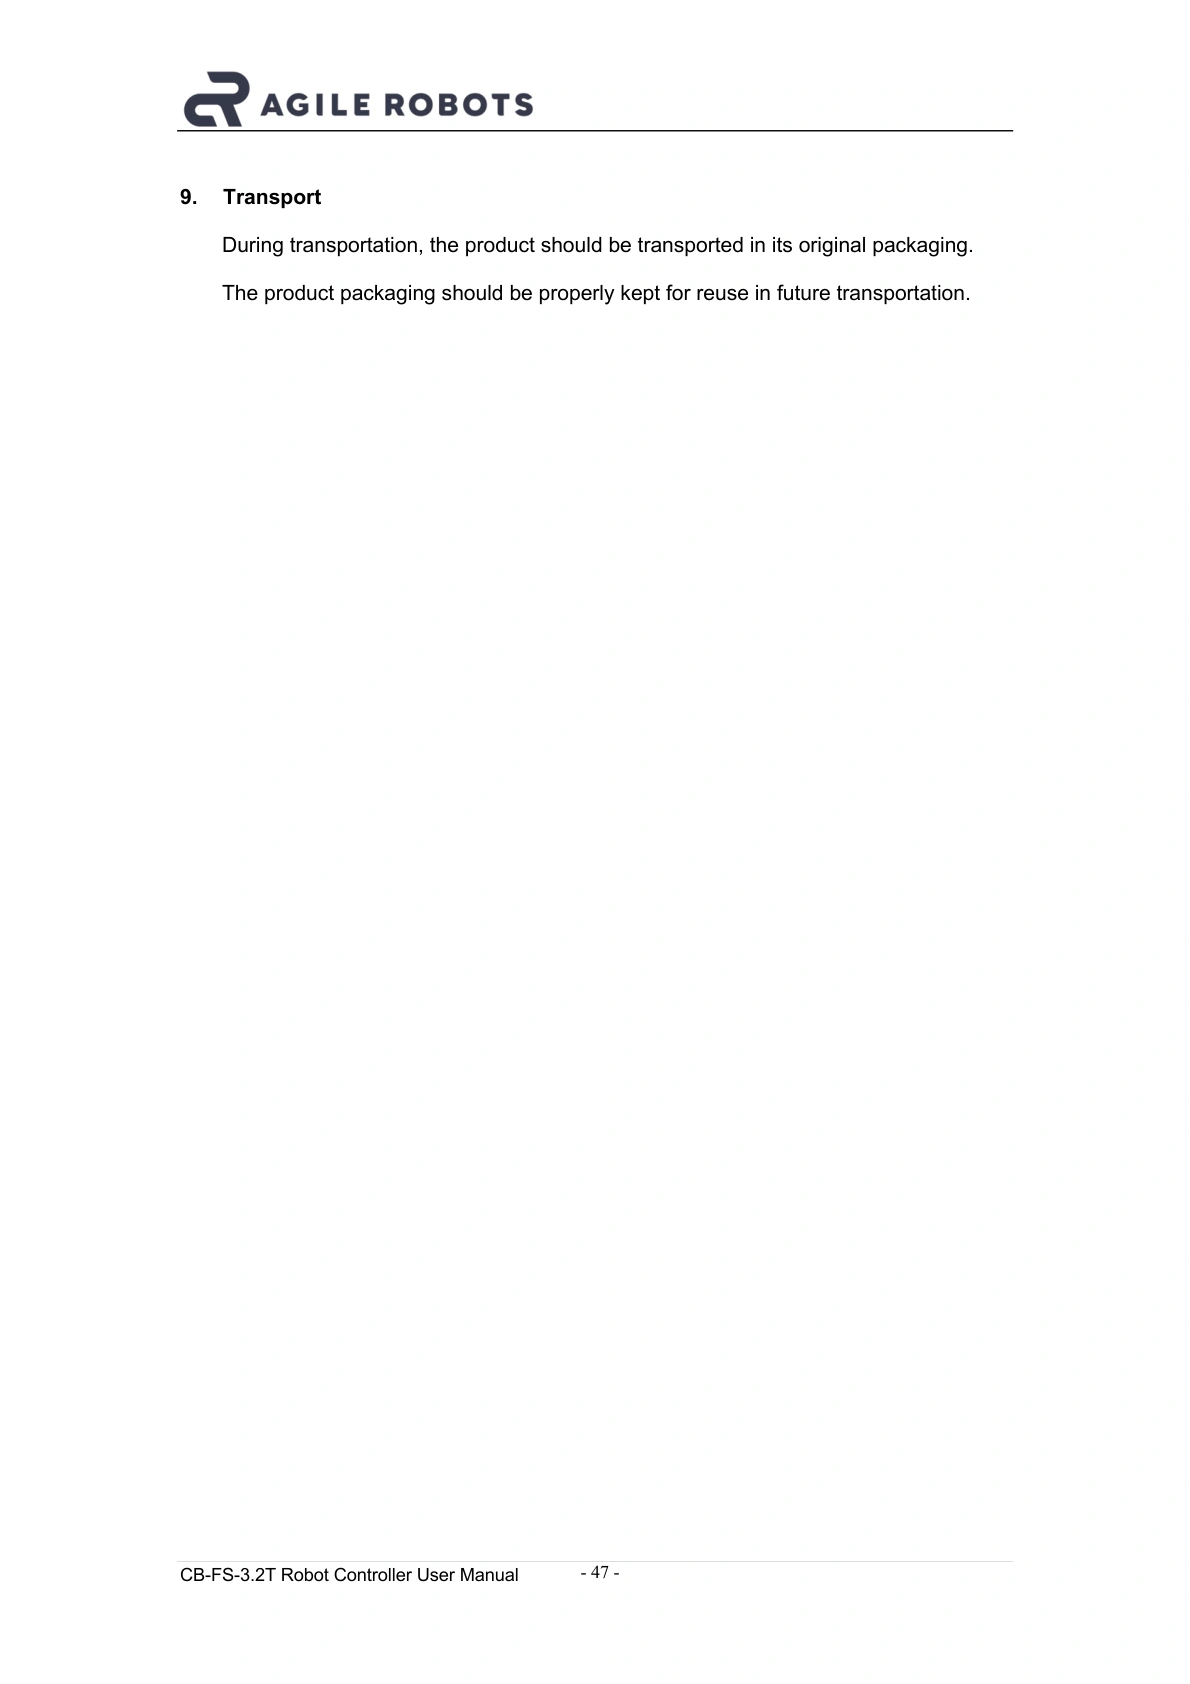 AGILE ROBOTS
9. Transport
During transportation, the product should be transported in its original packaging.
The product packaging should be properly kept for reuse in future transportation.
CB-FS-3.2T Robot Controller User Manual - 47 -